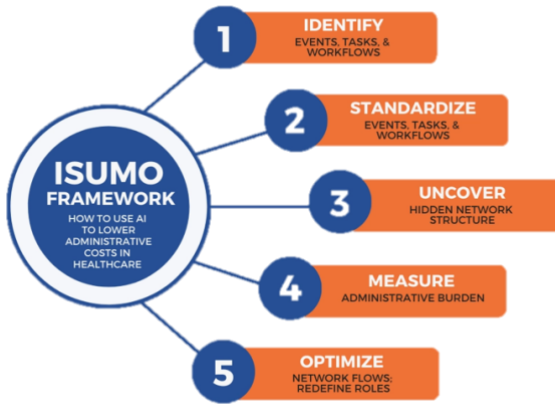 ISUMO
FRAMEWORK
HOW TO USE AI
TO LOWER
ADMINISTRATIVE
COSTS IN
HEALTHCARE
1
IDENTIFY
EVENTS, TASKS, &
WORKFLOWS
2
STANDARDIZE
EVENTS, TASKS, &
WORKFLOWS
3
UNCOVER
HIDDEN NETWORK
STRUCTURE
4
MEASURE
ADMINISTRATIVE BURDEN
5
OPTIMIZE
NETWORK FLOWS;
REDEFINE ROLES